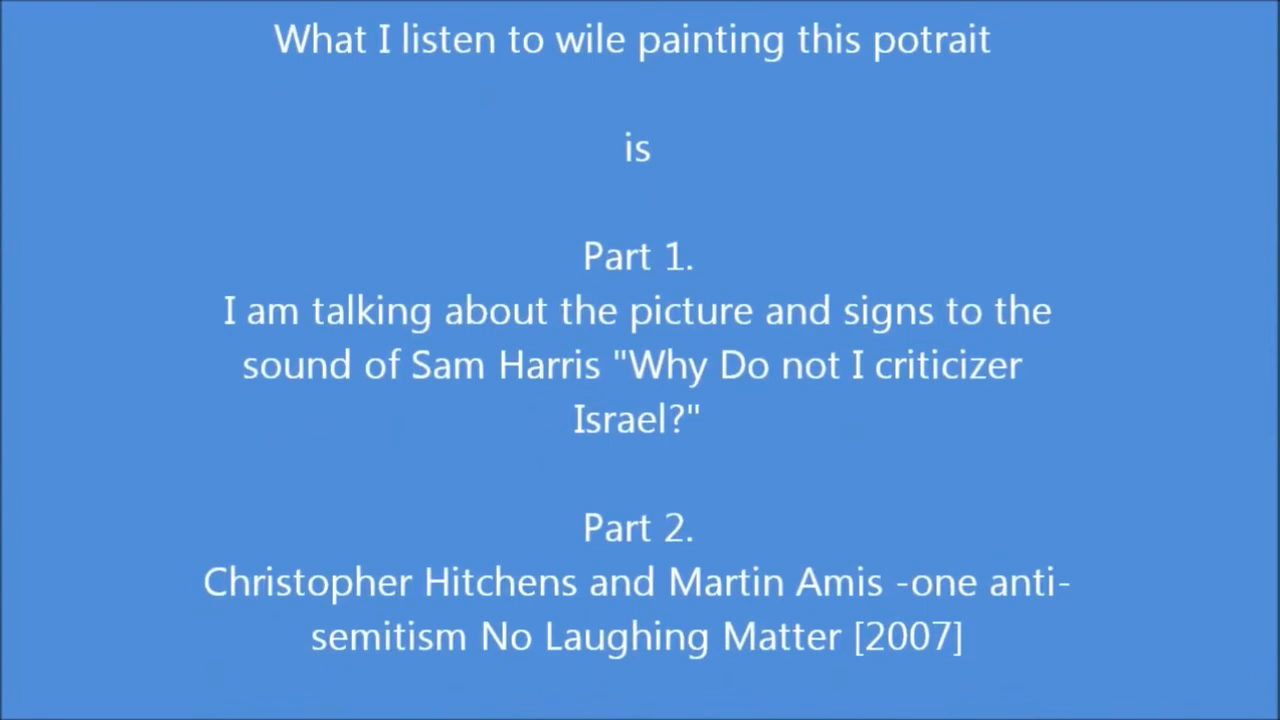 What I listen to wile painting this potrait
is
Part 1.
I am talking about the picture and signs to the
sound of Sam Harris "Why Do not I criticizer
Israel?"
Part 2.
Christopher Hitchens and Martin Amis -one anti-
semitism No Laughing Matter [2007]